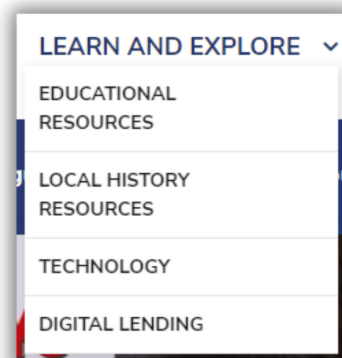 LEARN AND EXPLORE
EDUCATIONAL
RESOURCES
LOCAL HISTORY
RESOURCES
TECHNOLOGY
DIGITAL LENDING